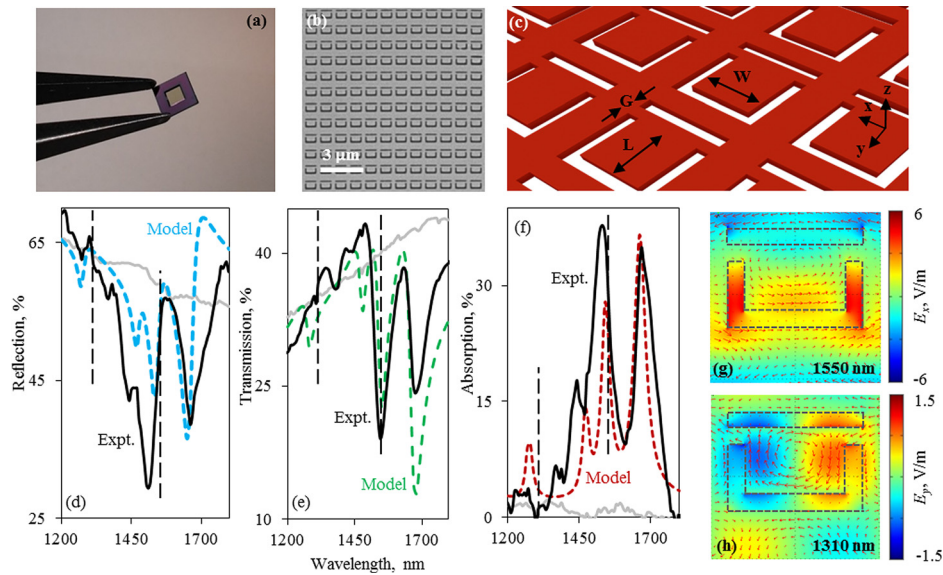 (a)
(b)
3 μm
(c)
W
G
L
z
x
y
65
45
25
Reflection, %
Model
Expt.
(d)
1200 1450 1700
40
25
10
Transmission, %
Expt.
Model
(e)
1200 1450 1700
Wavelength, nm
30
15
0
Absorption, %
(f)
Expt.
Model
1200 1450 1700
6
-6
Ex, V/m
(g)
1550 nm
1.5
-1.5
Ey, V/m
(h)
1310 nm